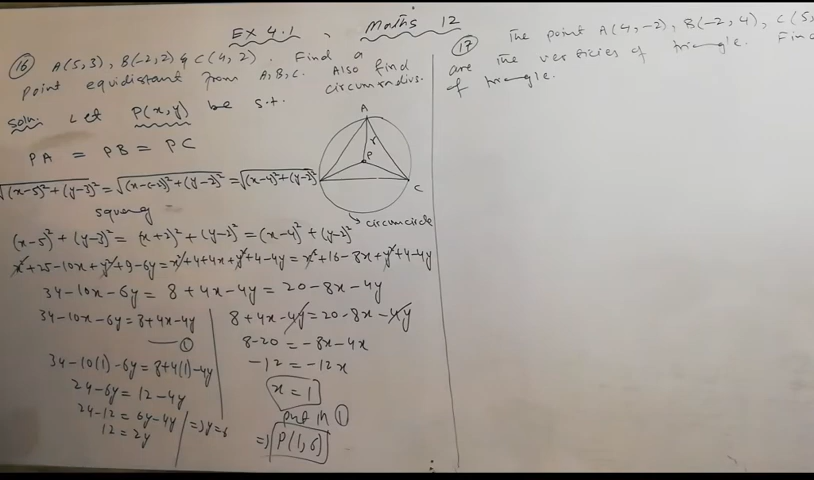 Ex 4.1, Maths 12
(16) A(5,3), B(-2,2) & C(4,2). Find a
point equidistant from A, B, C. Also find
circumradius.
Soln. Let P(x,y) be s.t.
PA = PB = PC
√(x-5)²+(y-3)² = √(x-(-2))²+(y-2)² = √(x-4)²+(y-2)²
squaring
(x-5)²+(y-3)² = (x+2)²+(y-2)² = (x-4)²+(y-2)²
x²+25-10x+y²+9-6y = x²+4+4x+y²+4-4y = x²+16-8x+y²+4-4y
34-10x-6y = 8+4x-4y = 20-8x-4y
34-10x-6y = 8+4x-4y
①
34-10(1)-6y = 8+4(1)-4y
24-6y = 12-4y
24-12 = 6y-4y
12 = 2y
=> y=6
8+4x-4y = 20-8x-4y
8-20 = -8x-4x
-12 = -12x
x = 1
put in ①
=> P(1,6)
A
r
P
C
circumcircle
(17) The point A(4,-2), B(-2,4), C(5,
are the verticies of triangle. Find
of triangle.